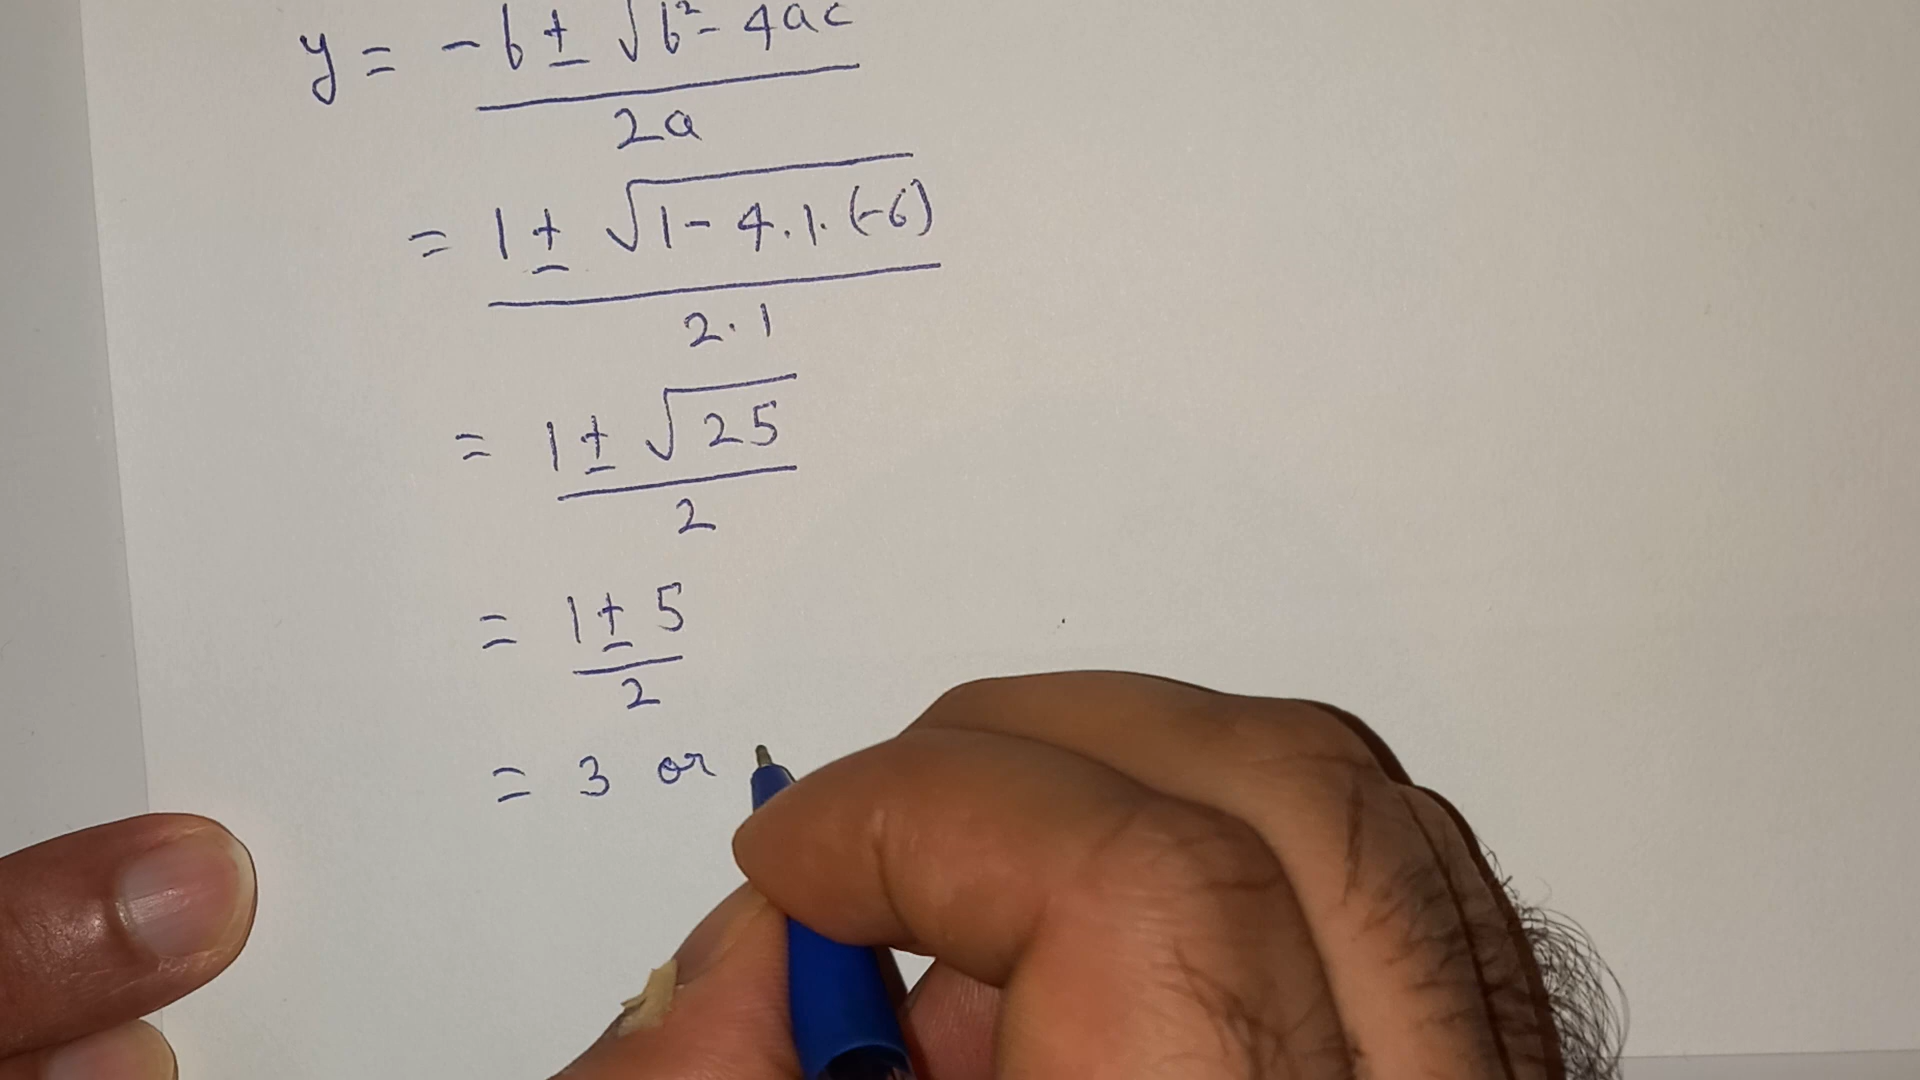 y = -b ± √b² - 4ac
2a
= 1 ± √1 - 4.1.(-6)
2.1
= 1 ± √25
2
= 1 ± 5
2
= 3 or